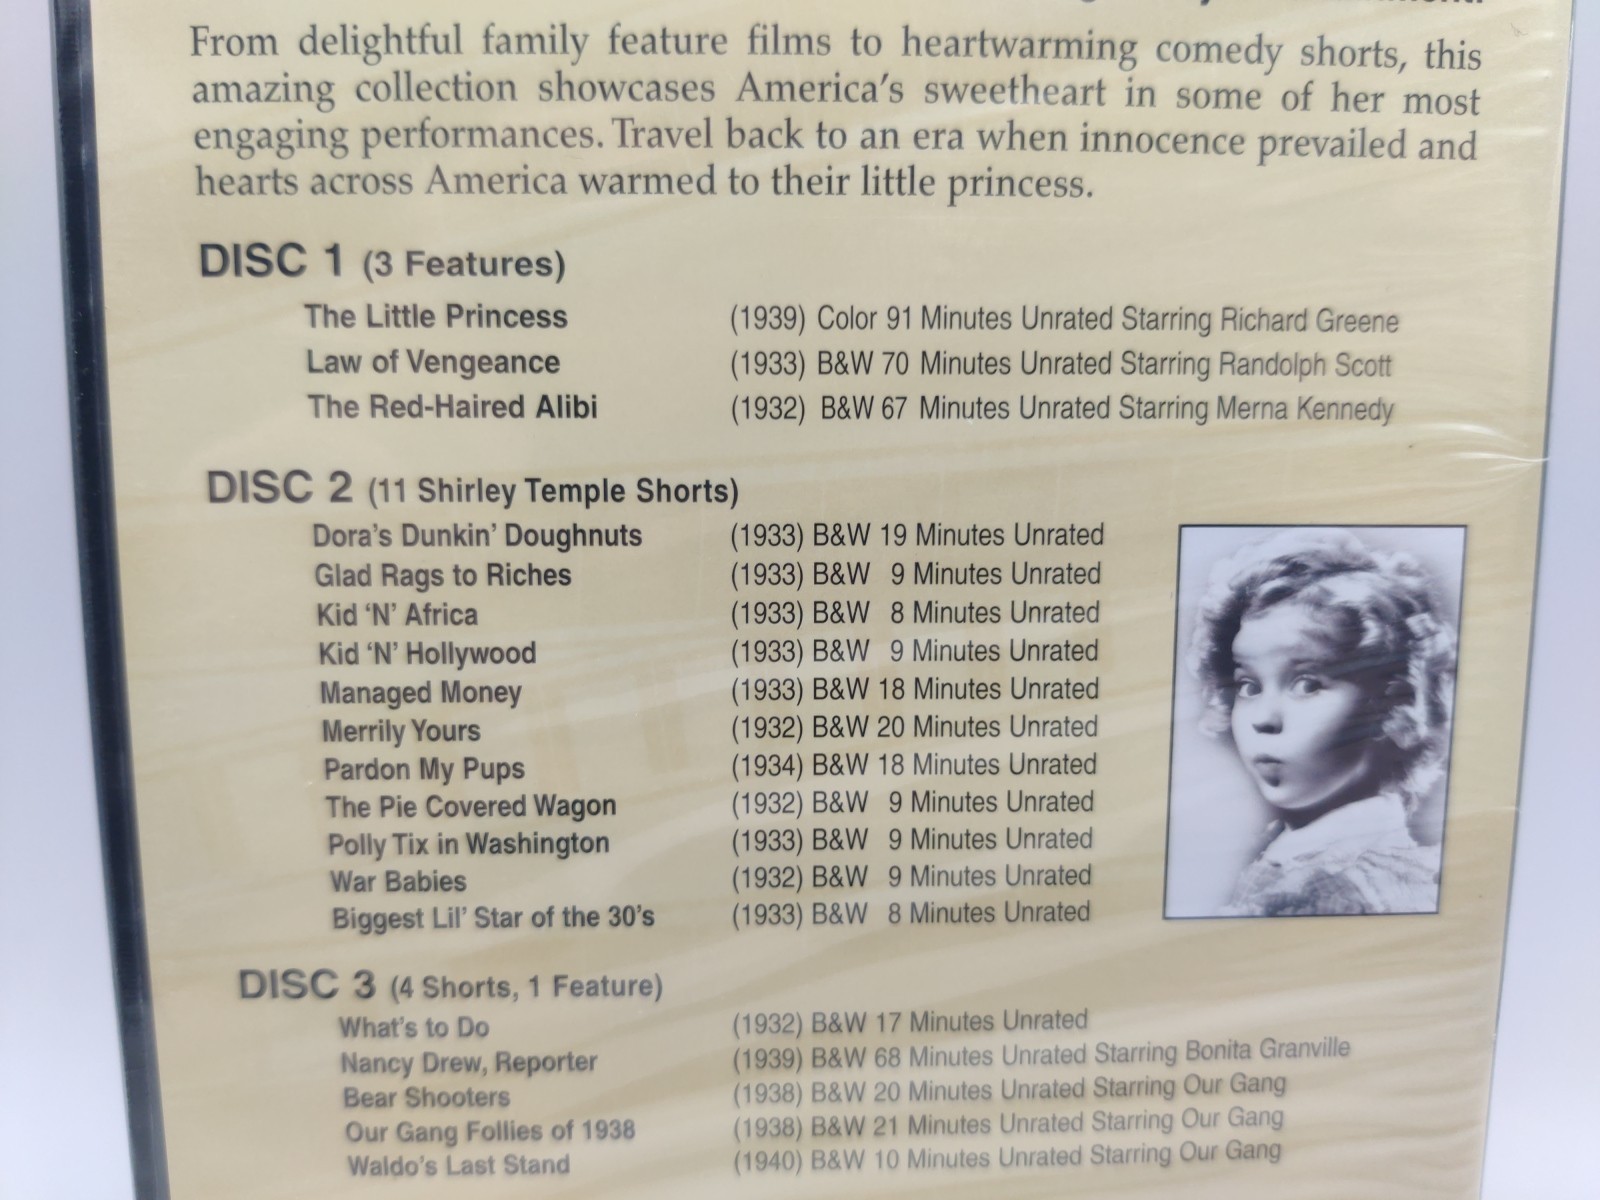 From delightful family feature films to heartwarming comedy shorts, this
amazing collection showcases America's sweetheart in some of her most
engaging performances. Travel back to an era when innocence prevailed and
hearts across America warmed to their little princess.
DISC 1 (3 Features)
The Little Princess (1939) Color 91 Minutes Unrated Starring Richard Greene
Law of Vengeance (1933) B&W 70 Minutes Unrated Starring Randolph Scott
The Red-Haired Alibi (1932) B&W 67 Minutes Unrated Starring Merna Kennedy
DISC 2 (11 Shirley Temple Shorts)
Dora's Dunkin' Doughnuts (1933) B&W 19 Minutes Unrated
Glad Rags to Riches (1933) B&W 9 Minutes Unrated
Kid 'N' Africa (1933) B&W 8 Minutes Unrated
Kid 'N' Hollywood (1933) B&W 9 Minutes Unrated
Managed Money (1933) B&W 18 Minutes Unrated
Merrily Yours (1932) B&W 20 Minutes Unrated
Pardon My Pups (1934) B&W 18 Minutes Unrated
The Pie Covered Wagon (1932) B&W 9 Minutes Unrated
Polly Tix in Washington (1933) B&W 9 Minutes Unrated
War Babies (1932) B&W 9 Minutes Unrated
Biggest Lil' Star of the 30's (1933) B&W 8 Minutes Unrated
DISC 3 (4 Shorts, 1 Feature)
What's to Do (1932) B&W 17 Minutes Unrated
Nancy Drew, Reporter (1939) B&W 68 Minutes Unrated Starring Bonita Granville
Bear Shooters (1938) B&W 20 Minutes Unrated Starring Our Gang
Our Gang Follies of 1938 (1938) B&W 21 Minutes Unrated Starring Our Gang
Waldo's Last Stand (1940) B&W 10 Minutes Unrated Starring Our Gang